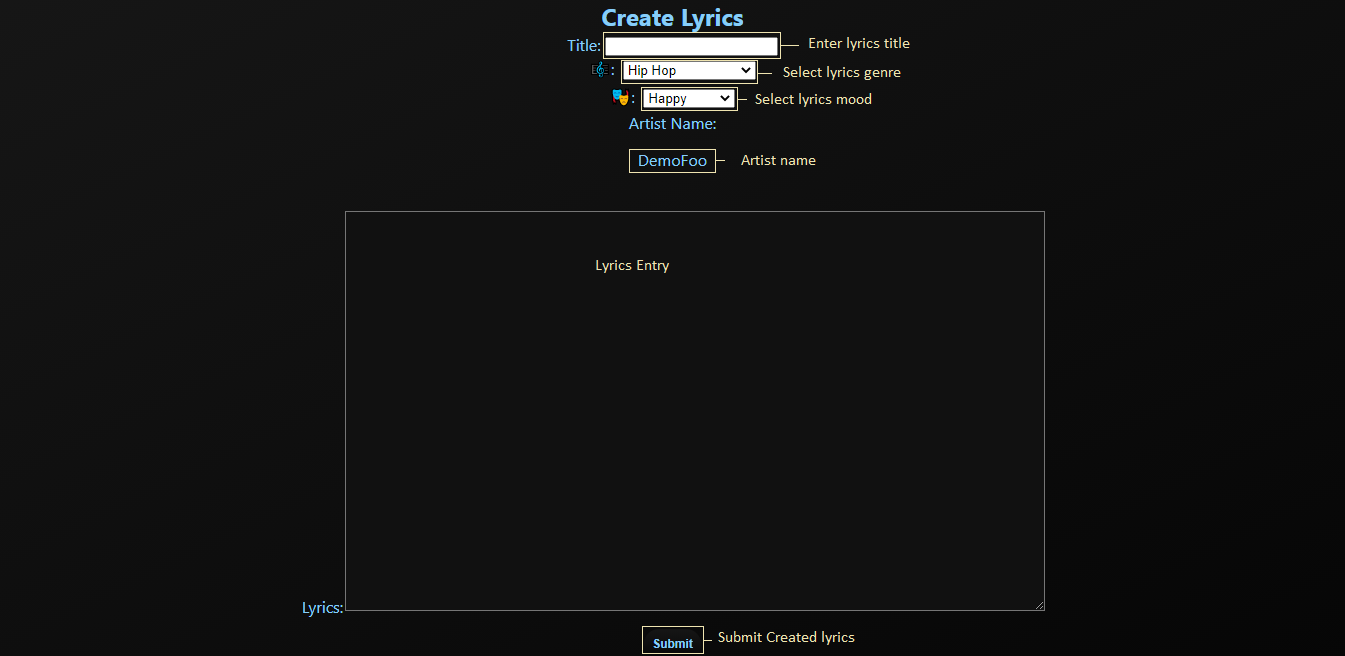 Create Lyrics
Title: Enter lyrics title
: Hip Hop Select lyrics genre
: Happy Select lyrics mood
Artist Name:
DemoFoo Artist name
Lyrics Entry
Lyrics:
Submit Submit Created lyrics